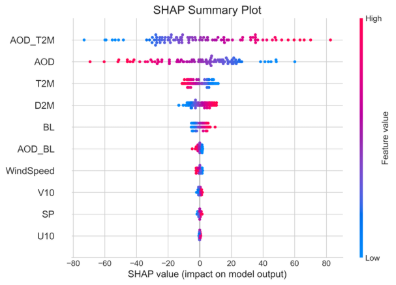 SHAP Summary Plot
High
AOD_T2M
AOD
T2M
D2M
BL
AOD_BL
WindSpeed
V10
SP
U10
Feature value
Low
−80 −60 −40 −20 0 20 40 60 80
SHAP value (impact on model output)